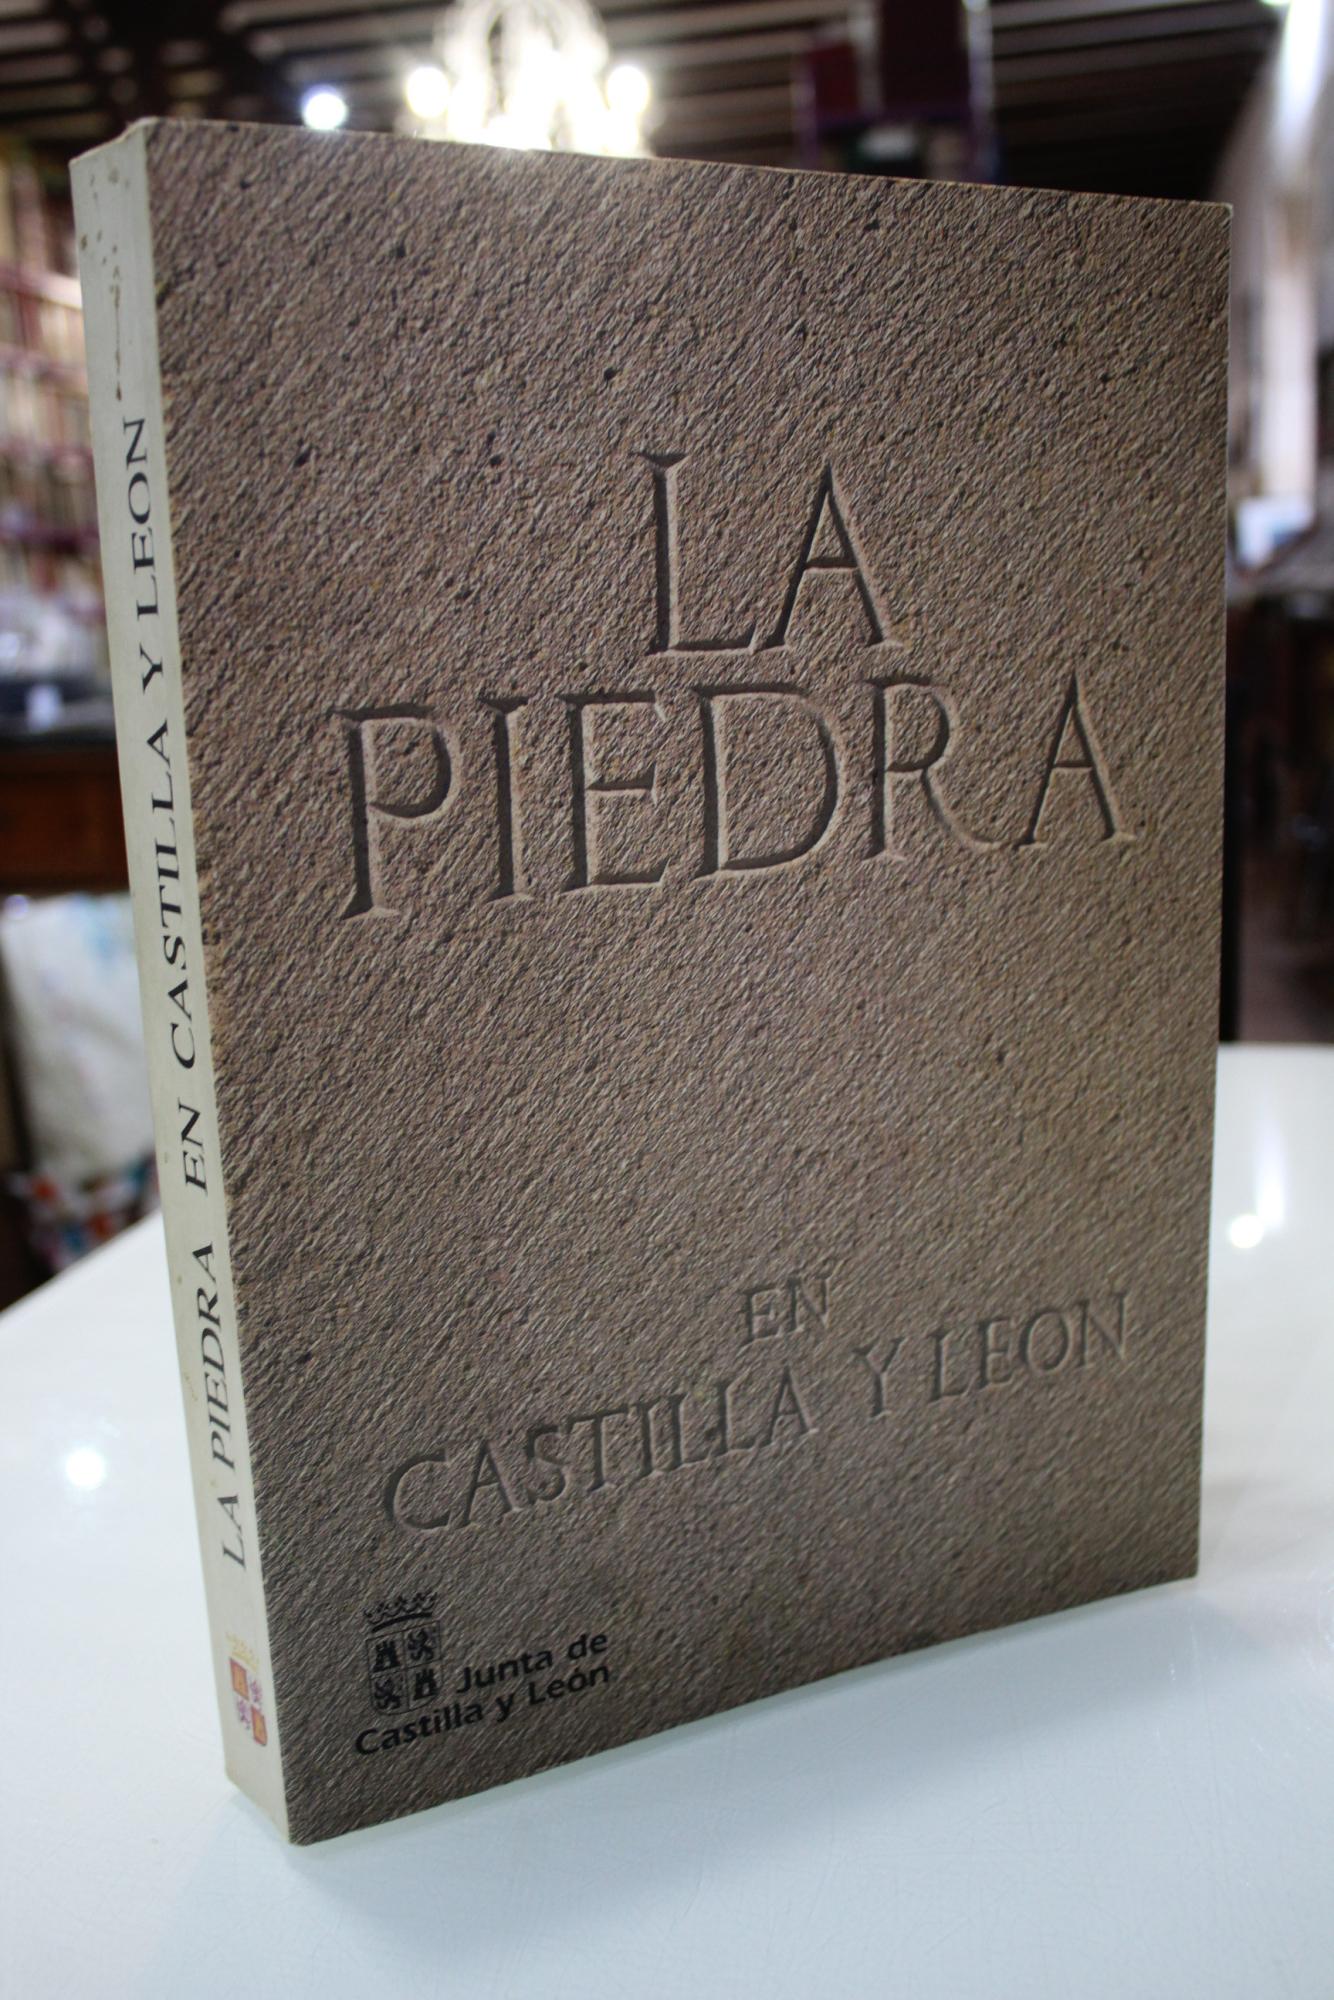 LA PIEDRA EN CASTILLA Y LEON
LA
PIEDRA
EN
CASTILLA Y LEON
Junta de
Castilla y León